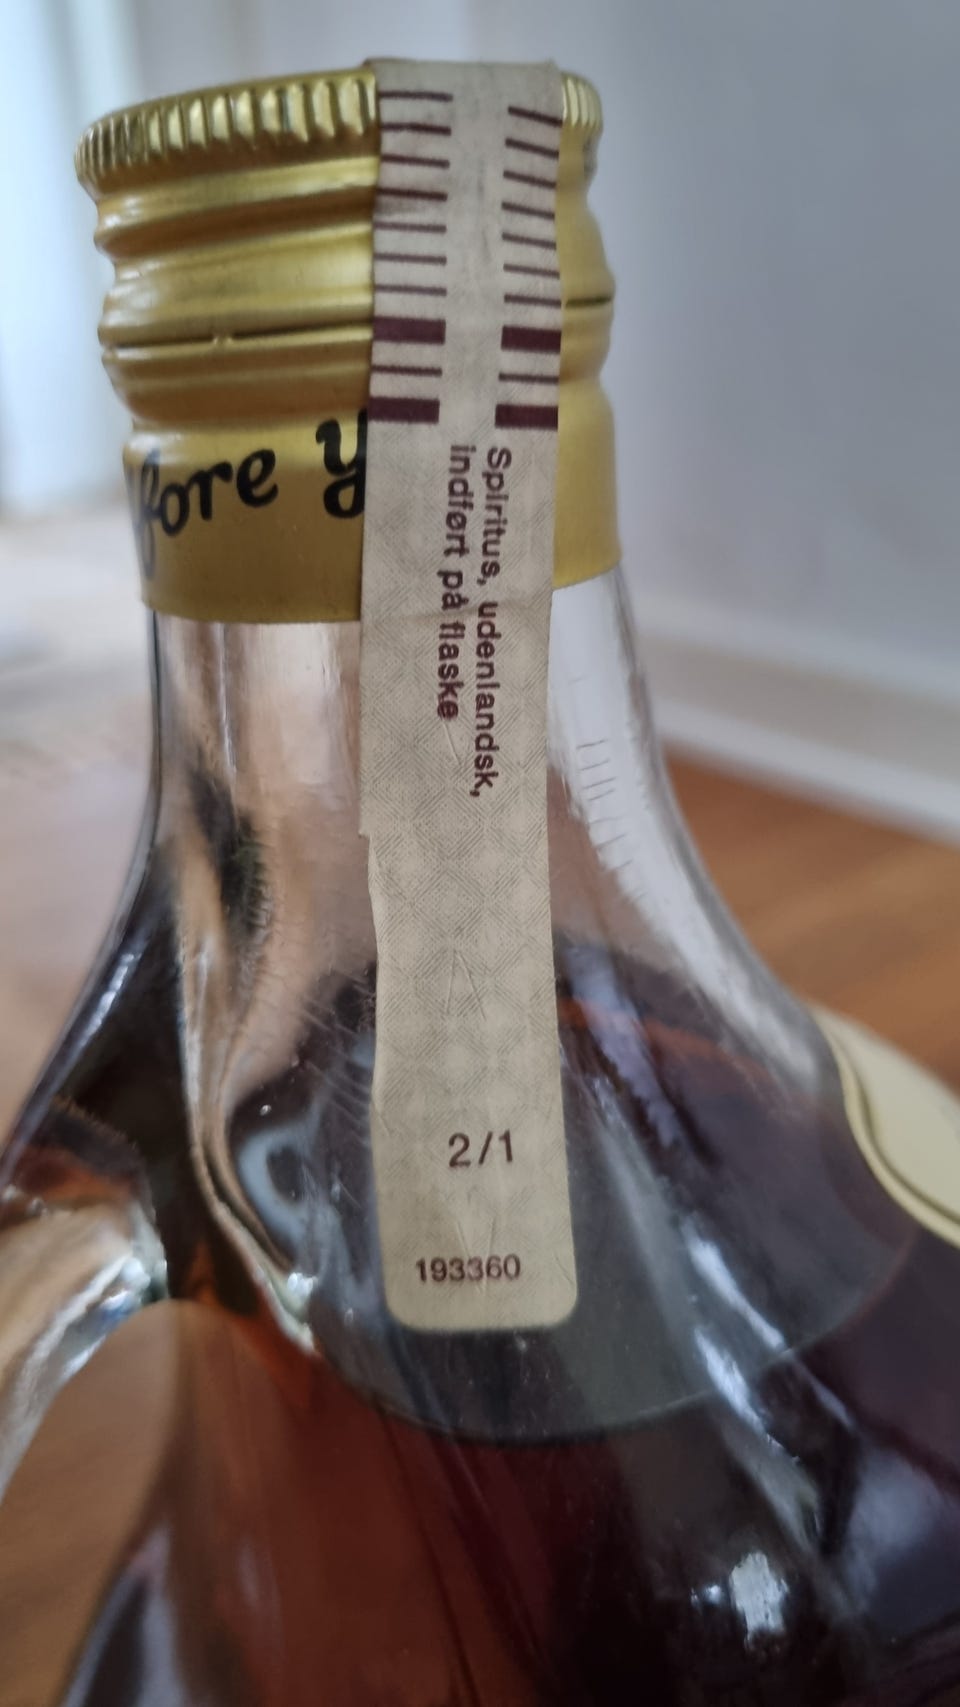 fore
Spiritus, udenlandsk,
indført på flaske
2/1
193360